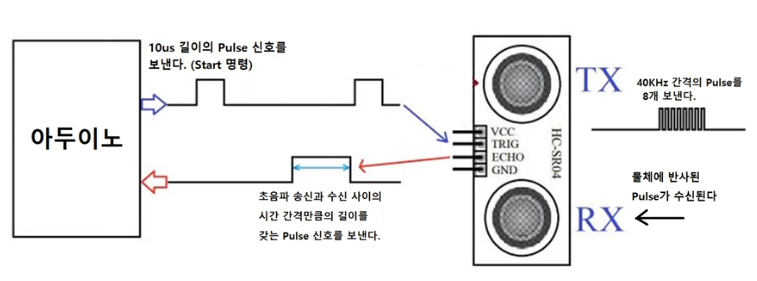 10us 길이의 Pulse 신호를
보낸다. (Start 명령)
아두이노
초음파 송신과 수신 사이의
시간 간격만큼의 길이를
갖는 Pulse 신호를 보낸다.
VCC
TRIG
ECHO
GND
HC-SR04
TX
40KHz 간격의 Pulse를
8개 보낸다.
물체에 반사된
Pulse가 수신된다
RX